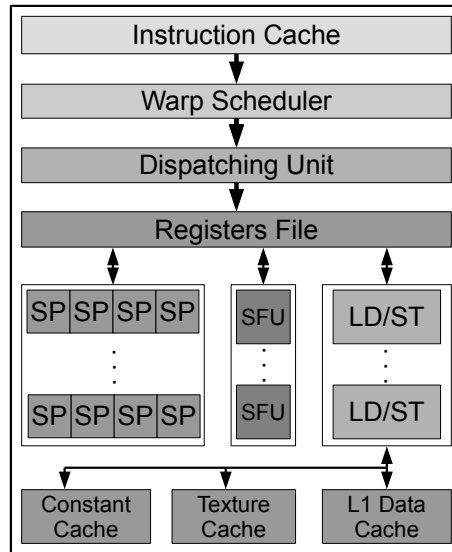 Instruction Cache
Warp Scheduler
Dispatching Unit
Registers File
SP SP SP SP
SFU
LD/ST
SP SP SP SP
SFU
LD/ST
Constant Cache
Texture Cache
L1 Data Cache